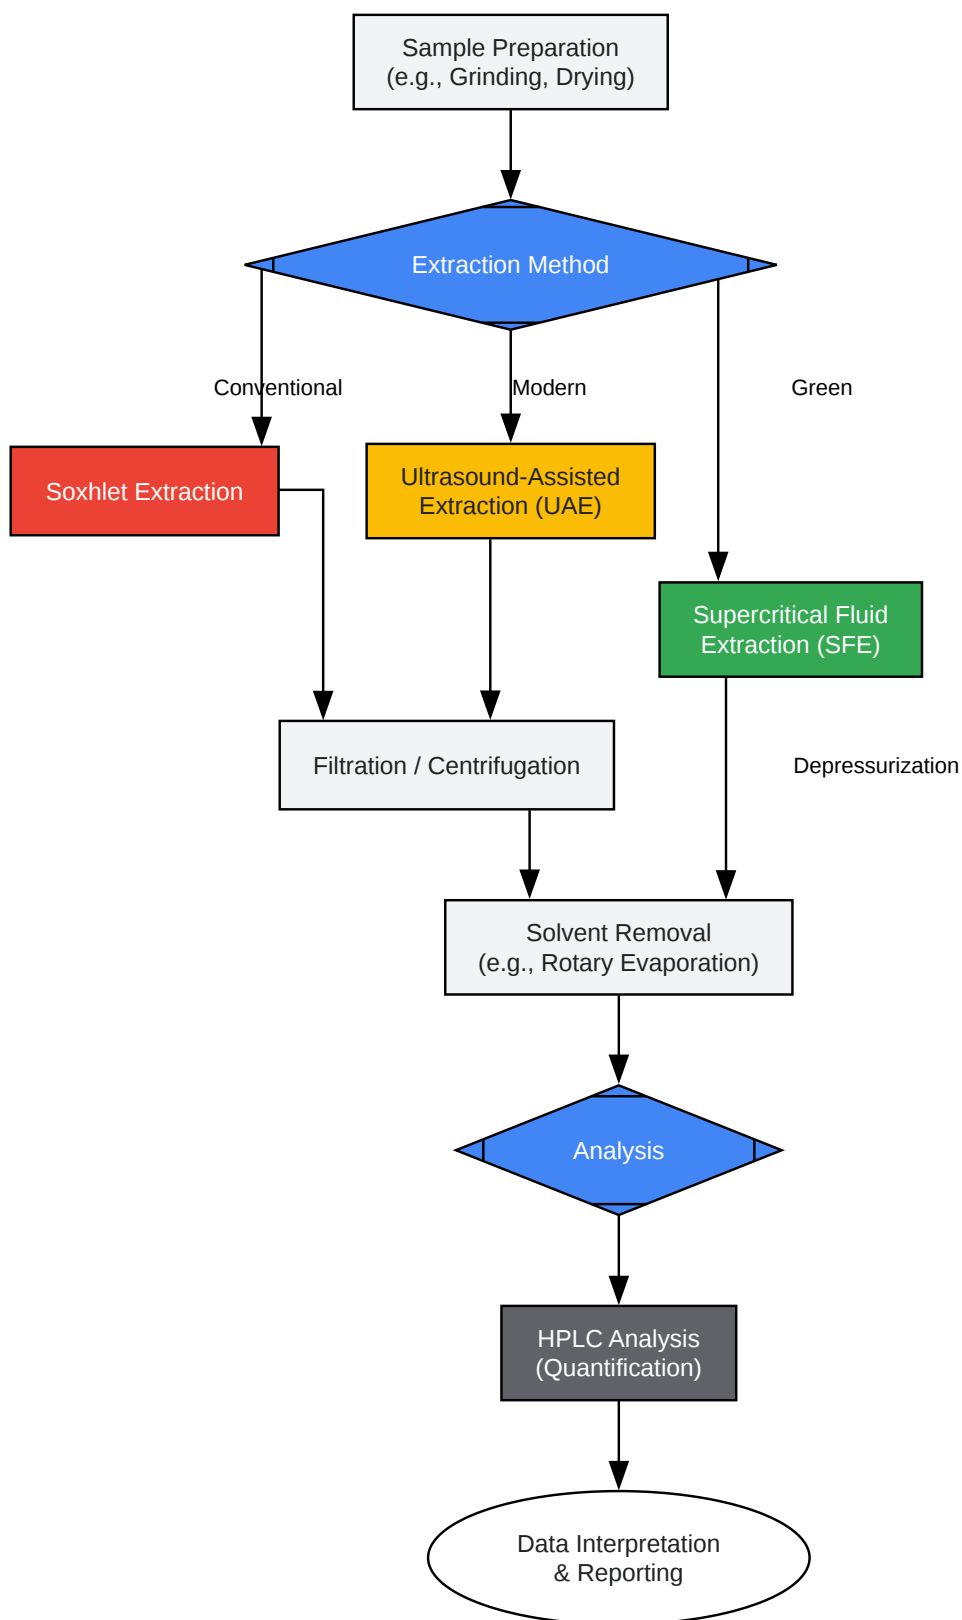 Sample Preparation
(e.g., Grinding, Drying)
Extraction Method
Conventional
Modern
Green
Soxhlet Extraction
Ultrasound-Assisted
Extraction (UAE)
Supercritical Fluid
Extraction (SFE)
Filtration / Centrifugation
Depressurization
Solvent Removal
(e.g., Rotary Evaporation)
Analysis
HPLC Analysis
(Quantification)
Data Interpretation
& Reporting